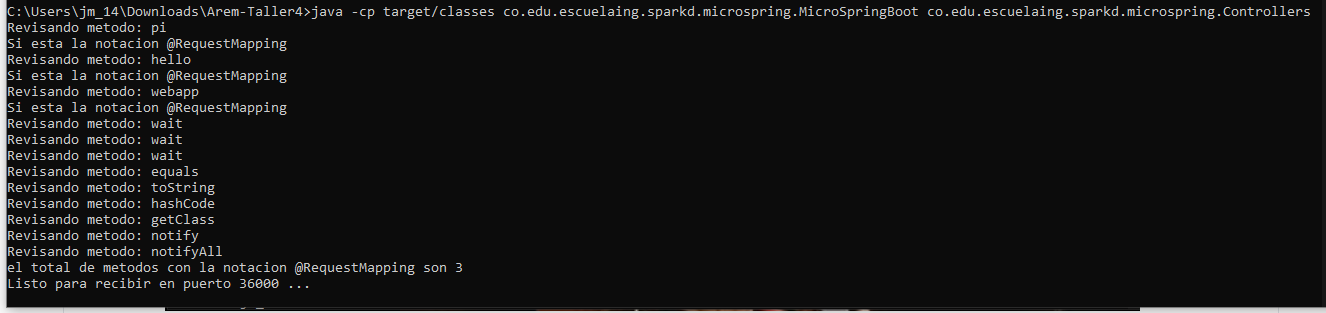 C:\Users\jm_14\Downloads\Arem-Taller4>java -cp target/classes co.edu.escuelaing.sparkd.microspring.MicroSpringBoot co.edu.escuelaing.sparkd.microspring.Controllers
Revisando metodo: pi
Si esta la notacion @RequestMapping
Revisando metodo: hello
Si esta la notacion @RequestMapping
Revisando metodo: webapp
Si esta la notacion @RequestMapping
Revisando metodo: wait
Revisando metodo: wait
Revisando metodo: wait
Revisando metodo: equals
Revisando metodo: toString
Revisando metodo: hashCode
Revisando metodo: getClass
Revisando metodo: notify
Revisando metodo: notifyAll
el total de metodos con la notacion @RequestMapping son 3
Listo para recibir en puerto 36000 ...